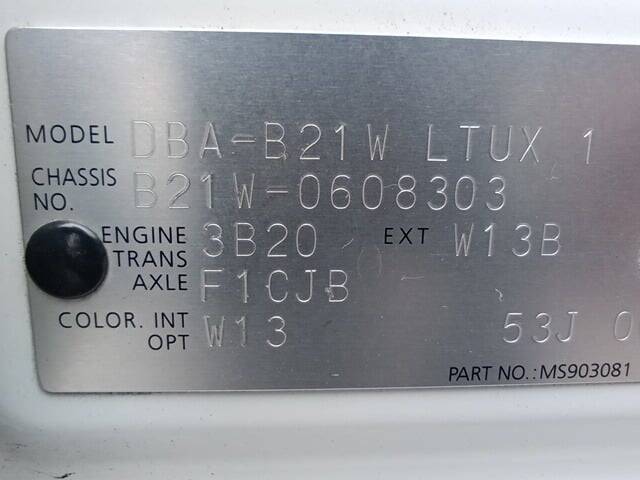 MODEL DBA-B21W LTUX 1
CHASSIS NO. B21W-0608303
ENGINE 3B20 EXT W13B
TRANS AXLE F1CJB
COLOR. INT OPT W13 53J 0
PART NO.: MS903081